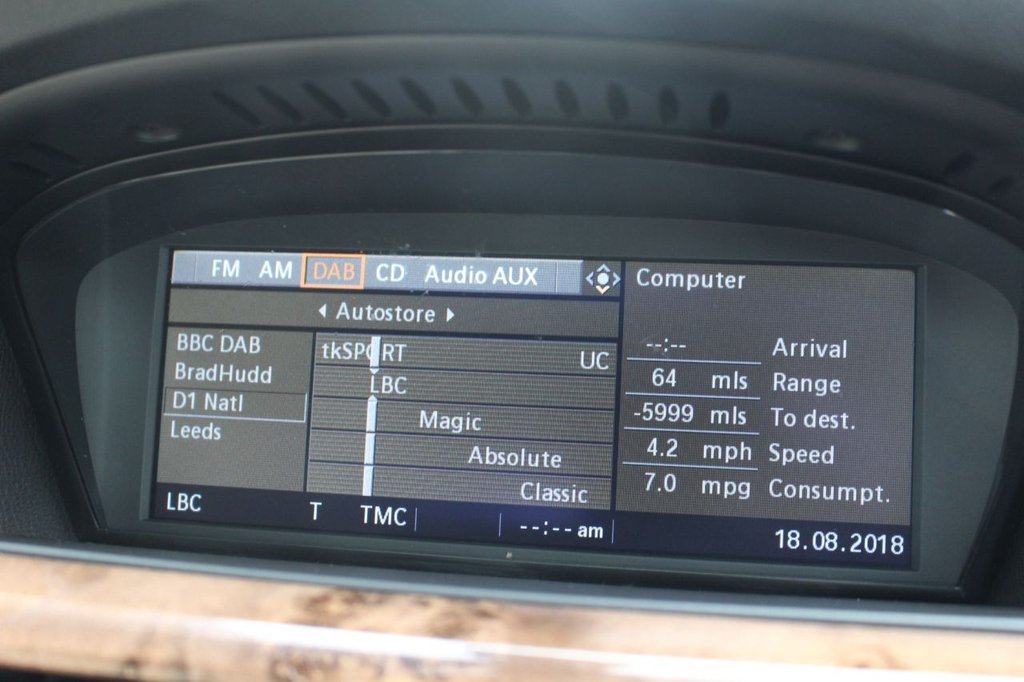 FM AM DAB CD Audio AUX
Autostore
BBC DAB
BradHudd
D1 Natl
Leeds
tkSPORT UC
LBC
Magic
Absolute
Classic
LBC T TMC --:-- am
Computer
--:-- Arrival
64 mls Range
-5999 mls To dest.
4.2 mph Speed
7.0 mpg Consumpt.
18.08.2018